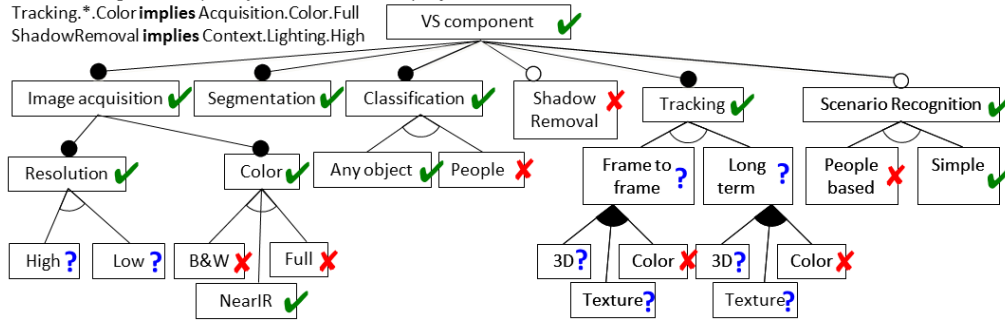 Tracking.*.Color implies Acquisition.Color.Full
ShadowRemoval implies Context.Lighting.High
VS component
Image acquisition
Segmentation
Classification
Shadow
Removal
Tracking
Scenario Recognition
Resolution
Color
Any object
People
Frame to
frame ?
Long
term ?
People
based
Simple
High ?
Low ?
B&W
Full
3D ?
Color
3D ?
Color
NearIR
Texture ?
Texture ?